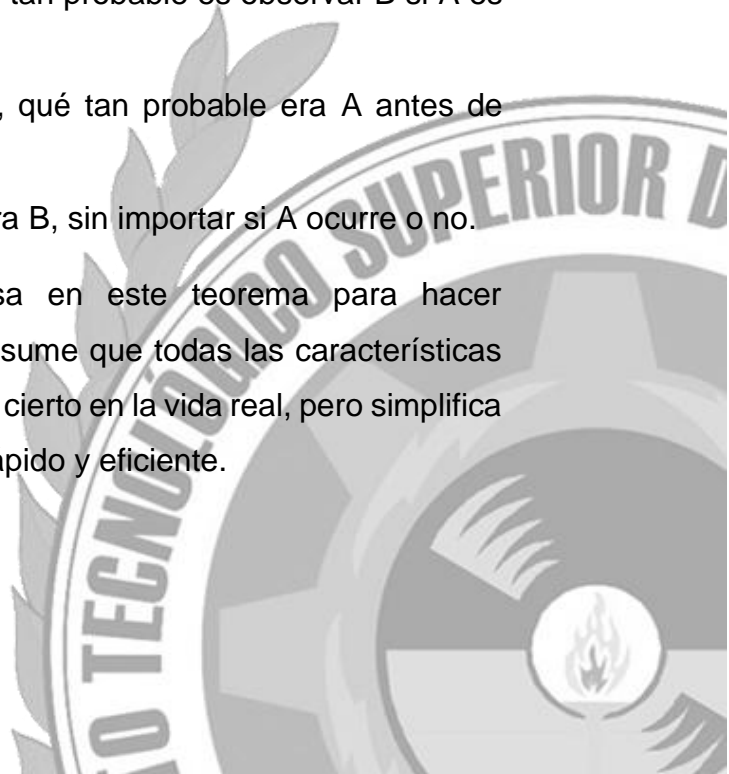 tan probable es observar B si A es
, qué tan probable era A antes de
ra B, sin importar si A ocurre o no.
sa en este teorema para hacer
sume que todas las características
cierto en la vida real, pero simplifica
ápido y eficiente.
O TECNOLÓGICO SUPERIOR D